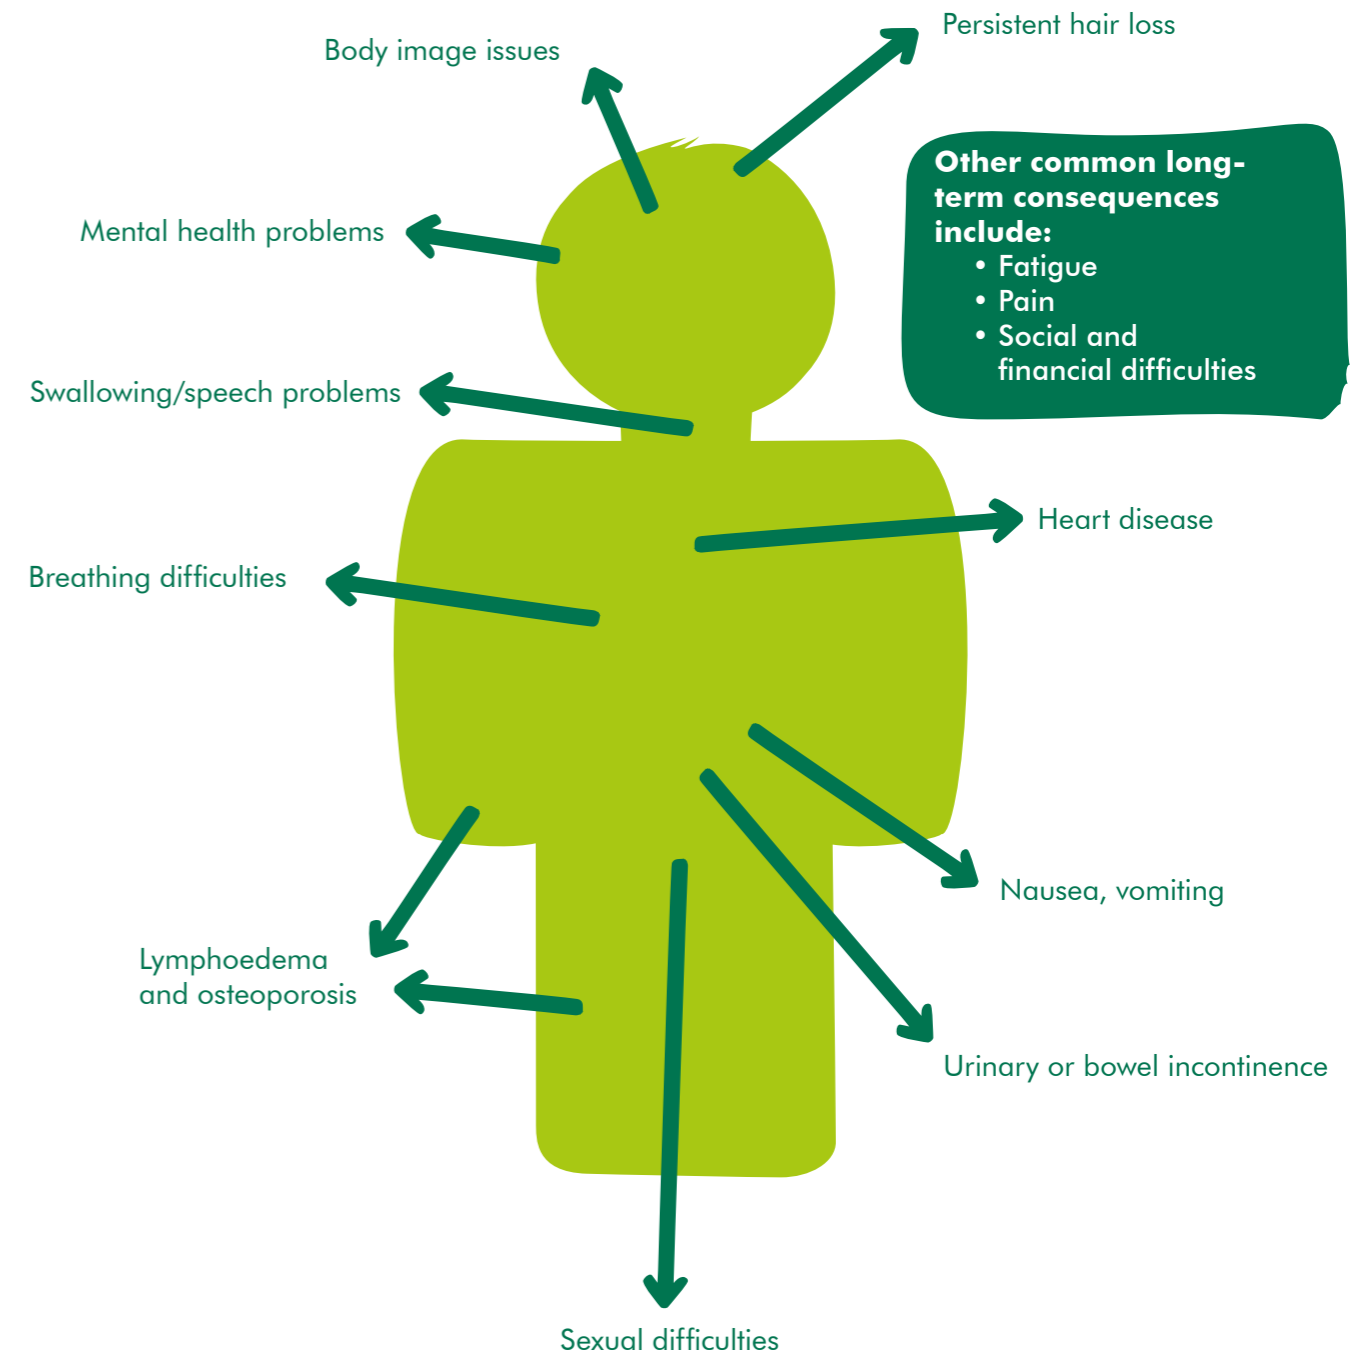 Persistent hair loss
Body image issues
Other common long-
term consequences
include:
• Fatigue
• Pain
• Social and
financial difficulties
Mental health problems
Swallowing/speech problems
Heart disease
Breathing difficulties
Nausea, vomiting
Lymphoedema
and osteoporosis
Urinary or bowel incontinence
Sexual difficulties